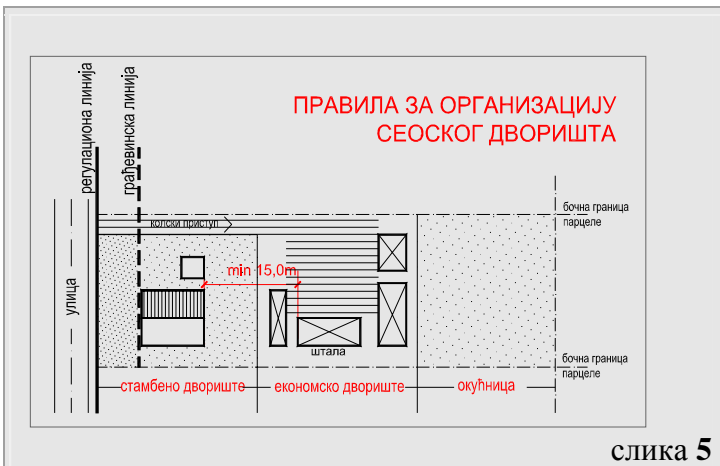 регулациона линија
грађевинска линија
ПРАВИЛА ЗА ОРГАНИЗАЦИЈУ
СЕОСКОГ ДВОРИШТА
бочна граница
парцеле
колски приступ
min 15,0m
улица
штала
бочна граница
парцеле
стамбено двориште
економско двориште
окућница
слика 5